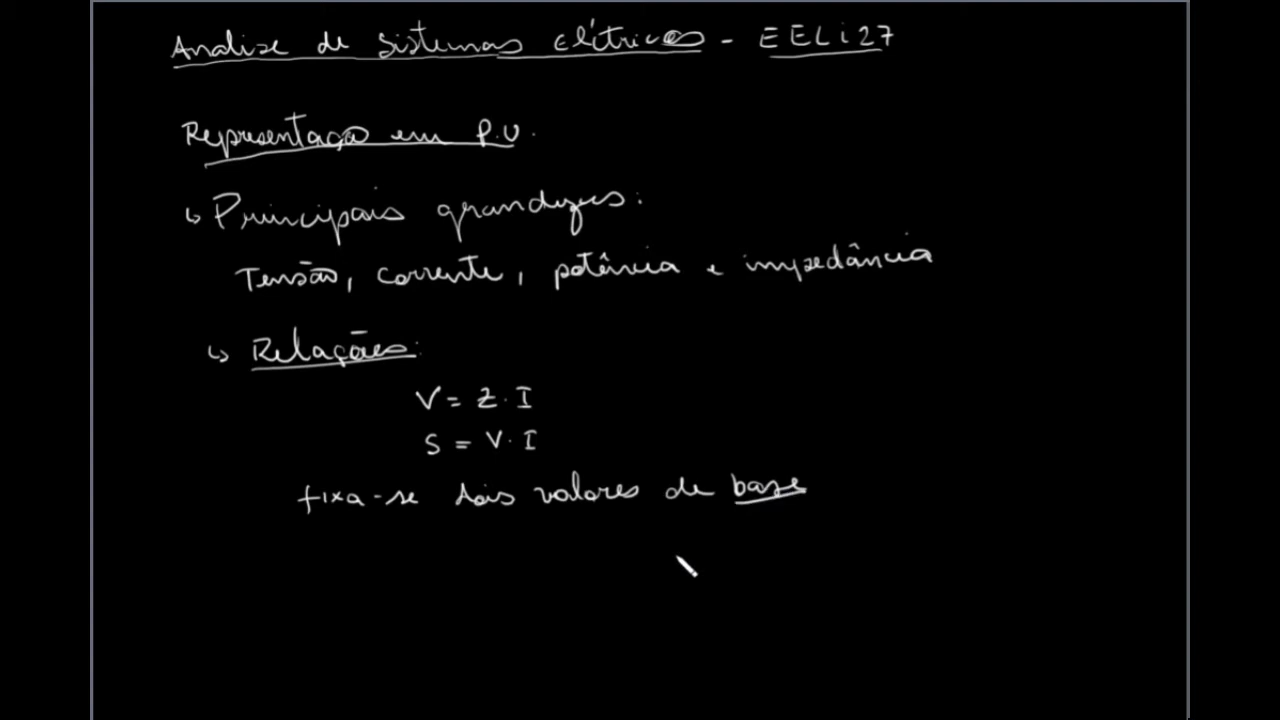 Analise de sistemas elétricos - EELi27
Representação em P.U.
↳ Principais grandezas:
Tensão, corrente, potência e impedância
↳ Relações:
V = Z . I
S = V . I
fixa-se dois valores de base